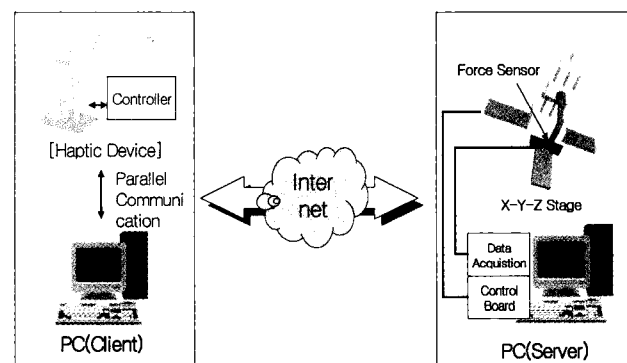 Controller
[Haptic Device]
Parallel
Communi
cation
PC(Client)
Inter
net
Force Sensor
X-Y-Z Stage
Data
Acquistion
Control
Board
PC(Server)